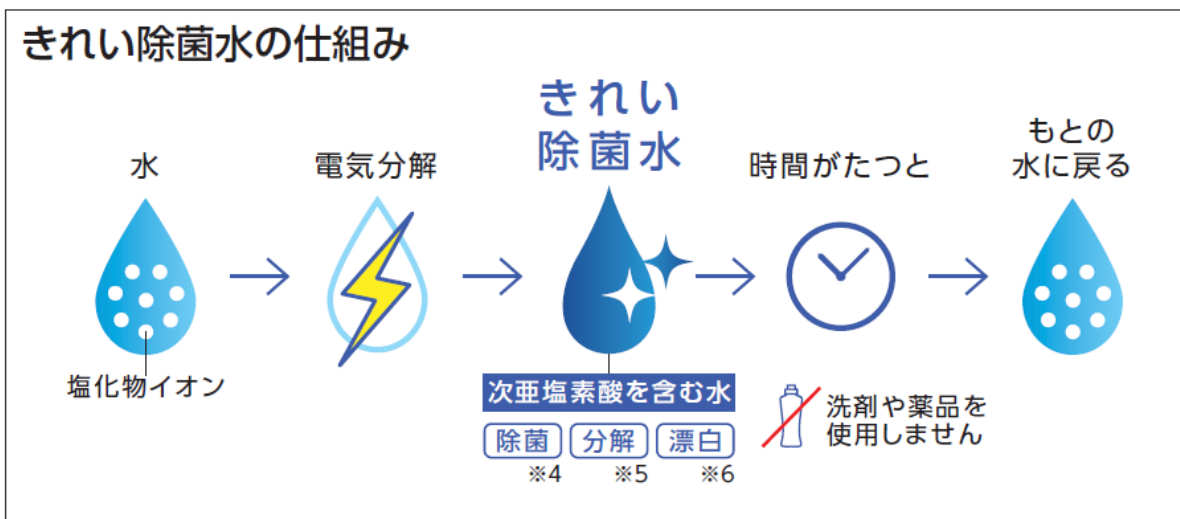 きれい除菌水の仕組み
水
塩化物イオン
電気分解
きれい
除菌水
次亜塩素酸を含む水
除菌 分解 漂白
※4 ※5 ※6
時間がたつと
洗剤や薬品を
使用しません
もとの
水に戻る